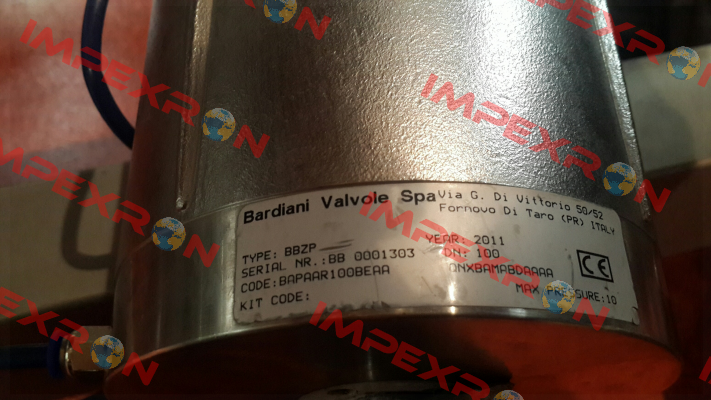 Bardiani Valvole Spa Via G. Di Vittorio 50/52
Fornovo Di Taro (PR) ITALY
TYPE: BBZP YEAR: 2011
SERIAL NR.:BB 0001303 DN: 100
CODE:BAPAAR100BEAA QNXBAMABDAAAA CE
KIT CODE: MAX PRESSURE:10
IMPEXRON
IMPEXRON
IMPEXRON
IMPEXRON
IMPEXRON
IMPEXRON
IMPEXRON